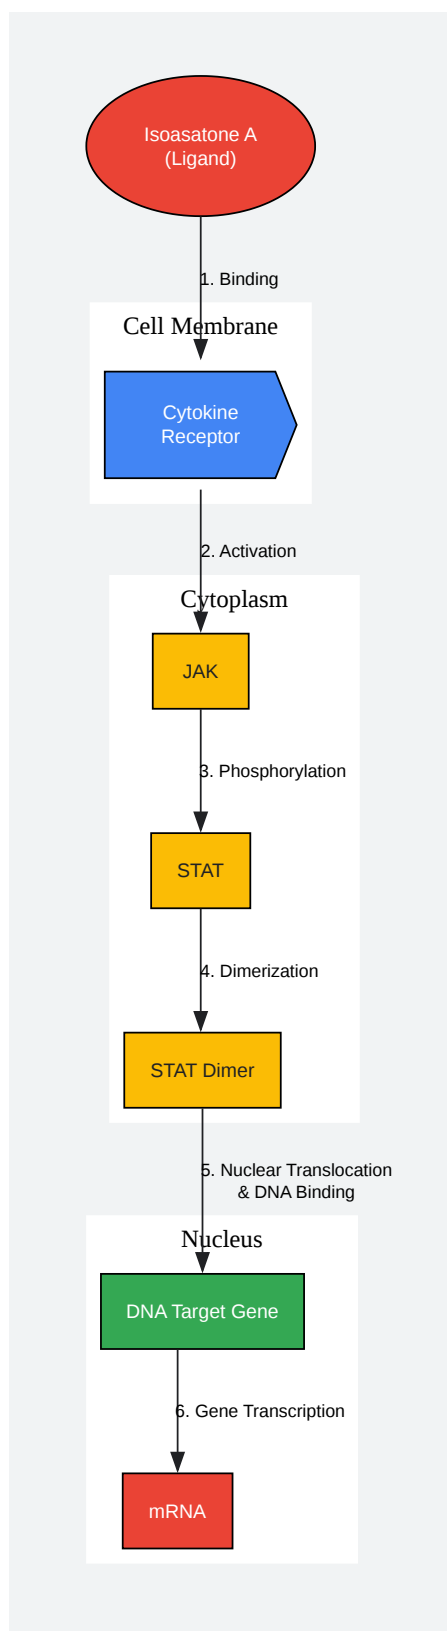 Isoasatone A
(Ligand)
1. Binding
Cell Membrane
Cytokine
Receptor
2. Activation
Cytoplasm
JAK
3. Phosphorylation
STAT
4. Dimerization
STAT Dimer
5. Nuclear Translocation
& DNA Binding
Nucleus
DNA Target Gene
6. Gene Transcription
mRNA